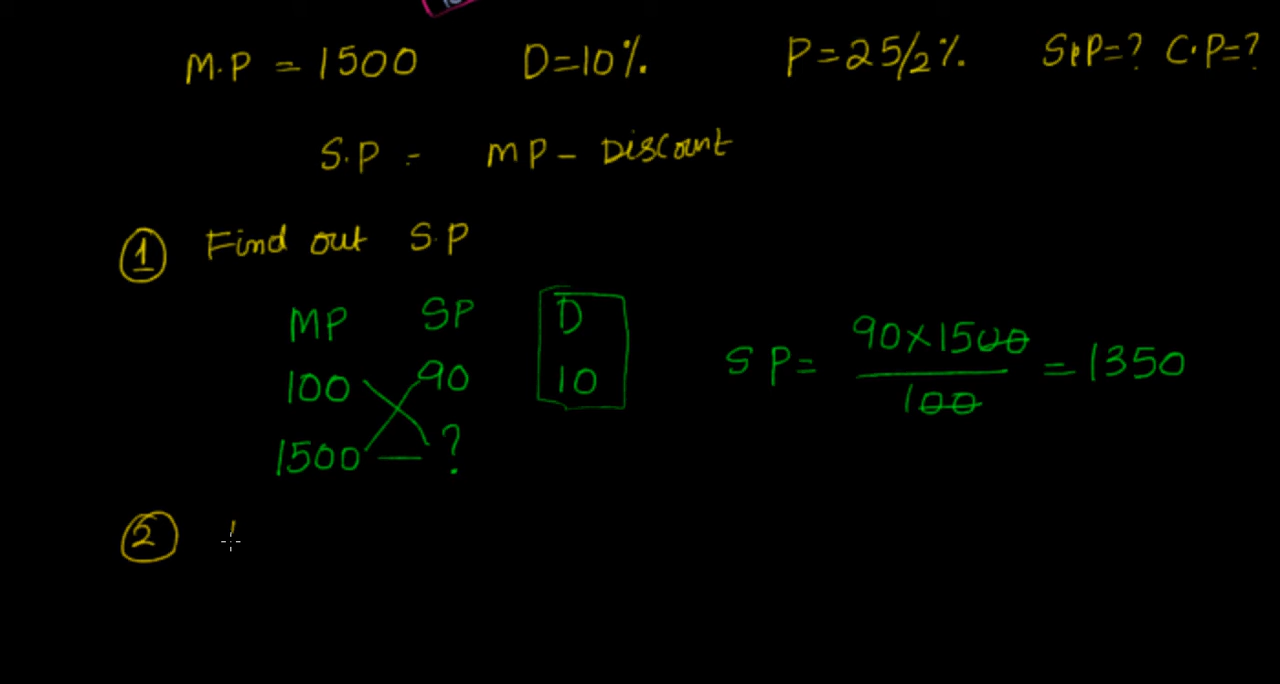 M.P = 1500 D=10% P=25/2% S.P=? C.P=?
S.P = MP - Discount
1 Find out S.P
MP SP D
100 90 10
1500 — ?
SP = 90×1500/100 = 1350
2